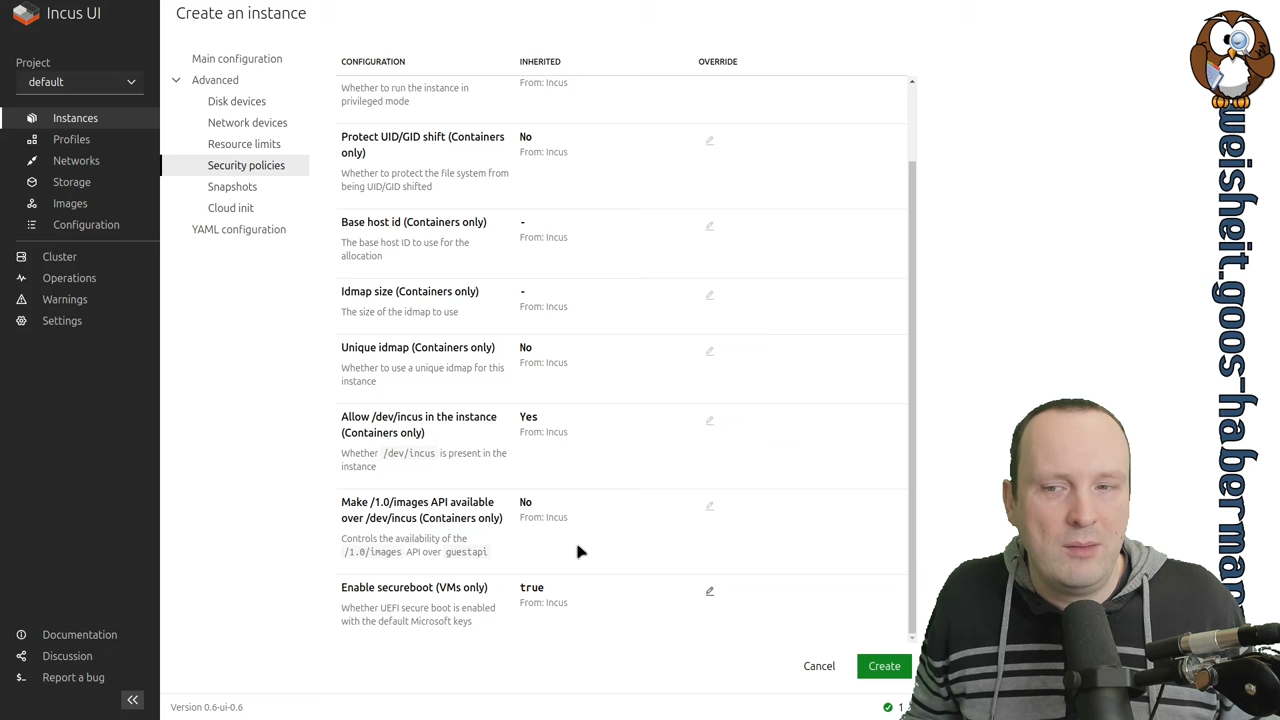 Incus UI
Create an instance
Project
default
Instances
Profiles
Networks
Storage
Images
Configuration
Cluster
Operations
Warnings
Settings
Documentation
Discussion
Report a bug
Main configuration
Advanced
Disk devices
Network devices
Resource limits
Security policies
Snapshots
Cloud init
YAML configuration
CONFIGURATION INHERITED OVERRIDE
Whether to run the instance in
privileged mode
From: Incus
Protect UID/GID shift (Containers
only)
Whether to protect the file system from
being UID/GID shifted
No
From: Incus
Base host id (Containers only)
The base host ID to use for the
allocation
-
From: Incus
Idmap size (Containers only)
The size of the idmap to use
-
From: Incus
Unique idmap (Containers only)
Whether to use a unique idmap for this
instance
No
From: Incus
Allow /dev/incus in the instance
(Containers only)
Whether /dev/incus is present in the
instance
Yes
From: Incus
Make /1.0/images API available
over /dev/incus (Containers only)
Controls the availability of the
/1.0/images API over guestapi
No
From: Incus
Enable secureboot (VMs only)
Whether UEFI secure boot is enabled
with the default Microsoft keys
true
From: Incus
Cancel
Create
Version 0.6-ui-0.6
1